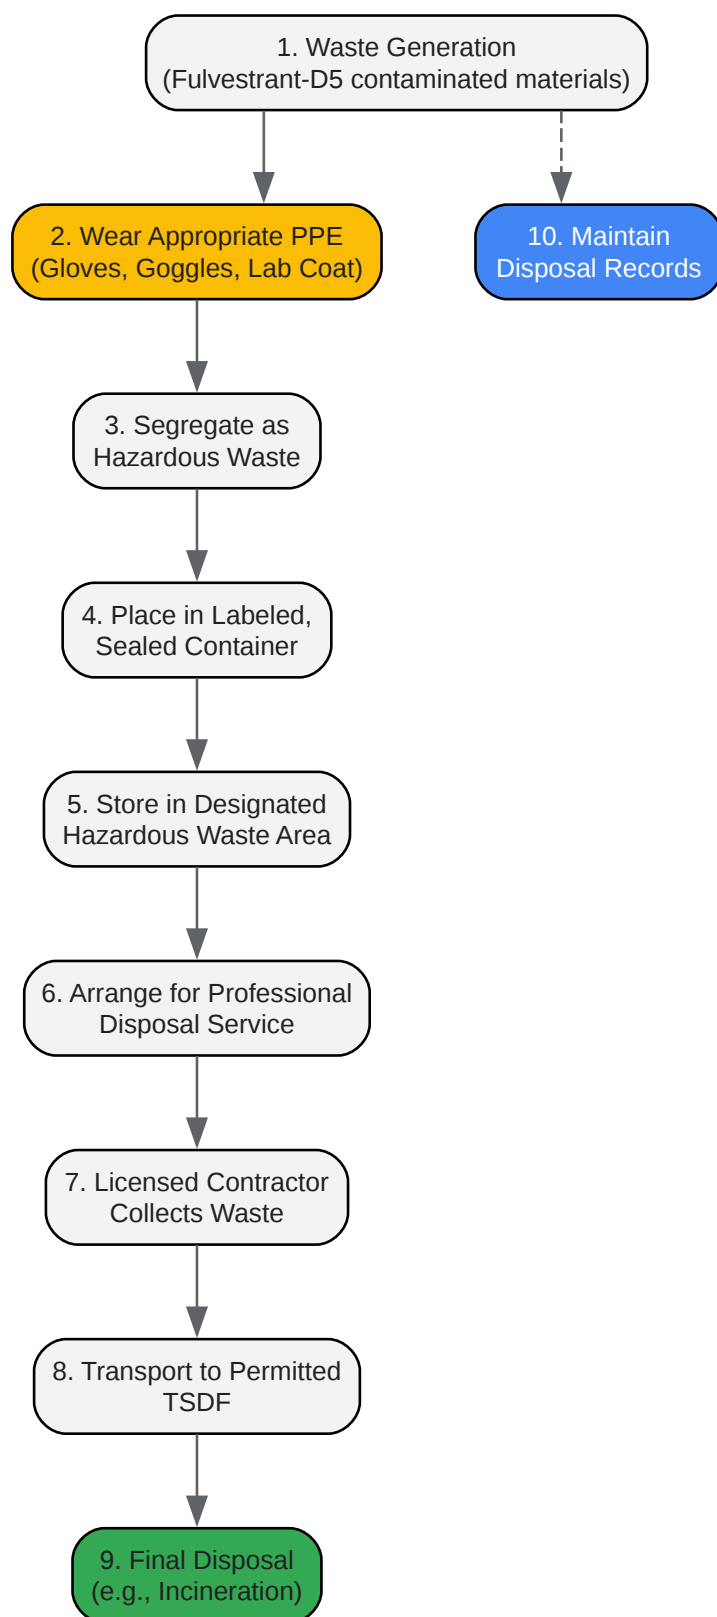 1. Waste Generation
(Fulvestrant-D5 contaminated materials)
2. Wear Appropriate PPE
(Gloves, Goggles, Lab Coat)
10. Maintain
Disposal Records
3. Segregate as
Hazardous Waste
4. Place in Labeled,
Sealed Container
5. Store in Designated
Hazardous Waste Area
6. Arrange for Professional
Disposal Service
7. Licensed Contractor
Collects Waste
8. Transport to Permitted
TSDF
9. Final Disposal
(e.g., Incineration)